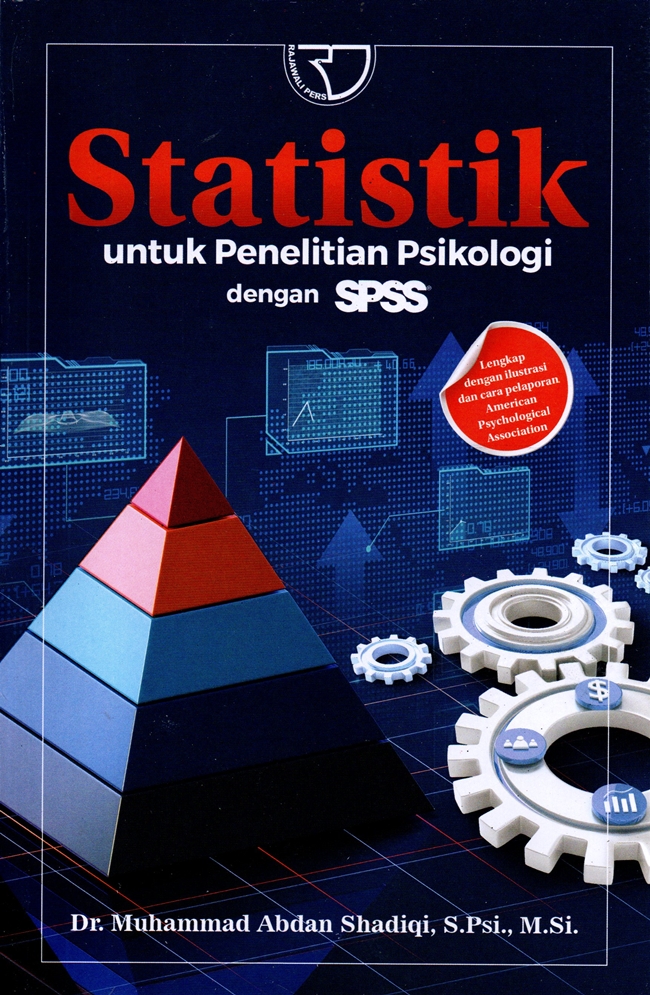 RAJAWALI PERS
Statistik
untuk Penelitian Psikologi
dengan SPSS®
Lengkap
dengan ilustrasi
dan cara pelaporan
American
Psychological
Association
Dr. Muhammad Abdan Shadiqi, S.Psi., M.Si.